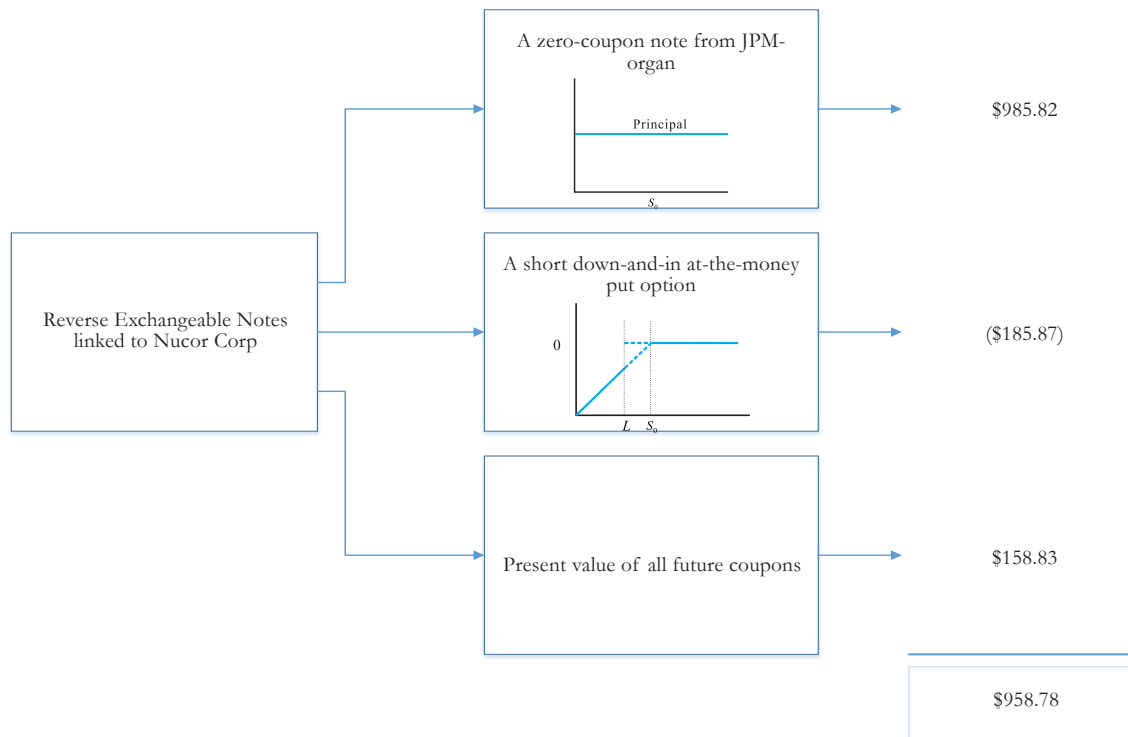 A zero-coupon note from JPM-
organ
Principal
S₀
$985.82
Reverse Exchangeable Notes
linked to Nucor Corp
A short down-and-in at-the-money
put option
0
L S₀
($185.87)
Present value of all future coupons
$158.83
$958.78